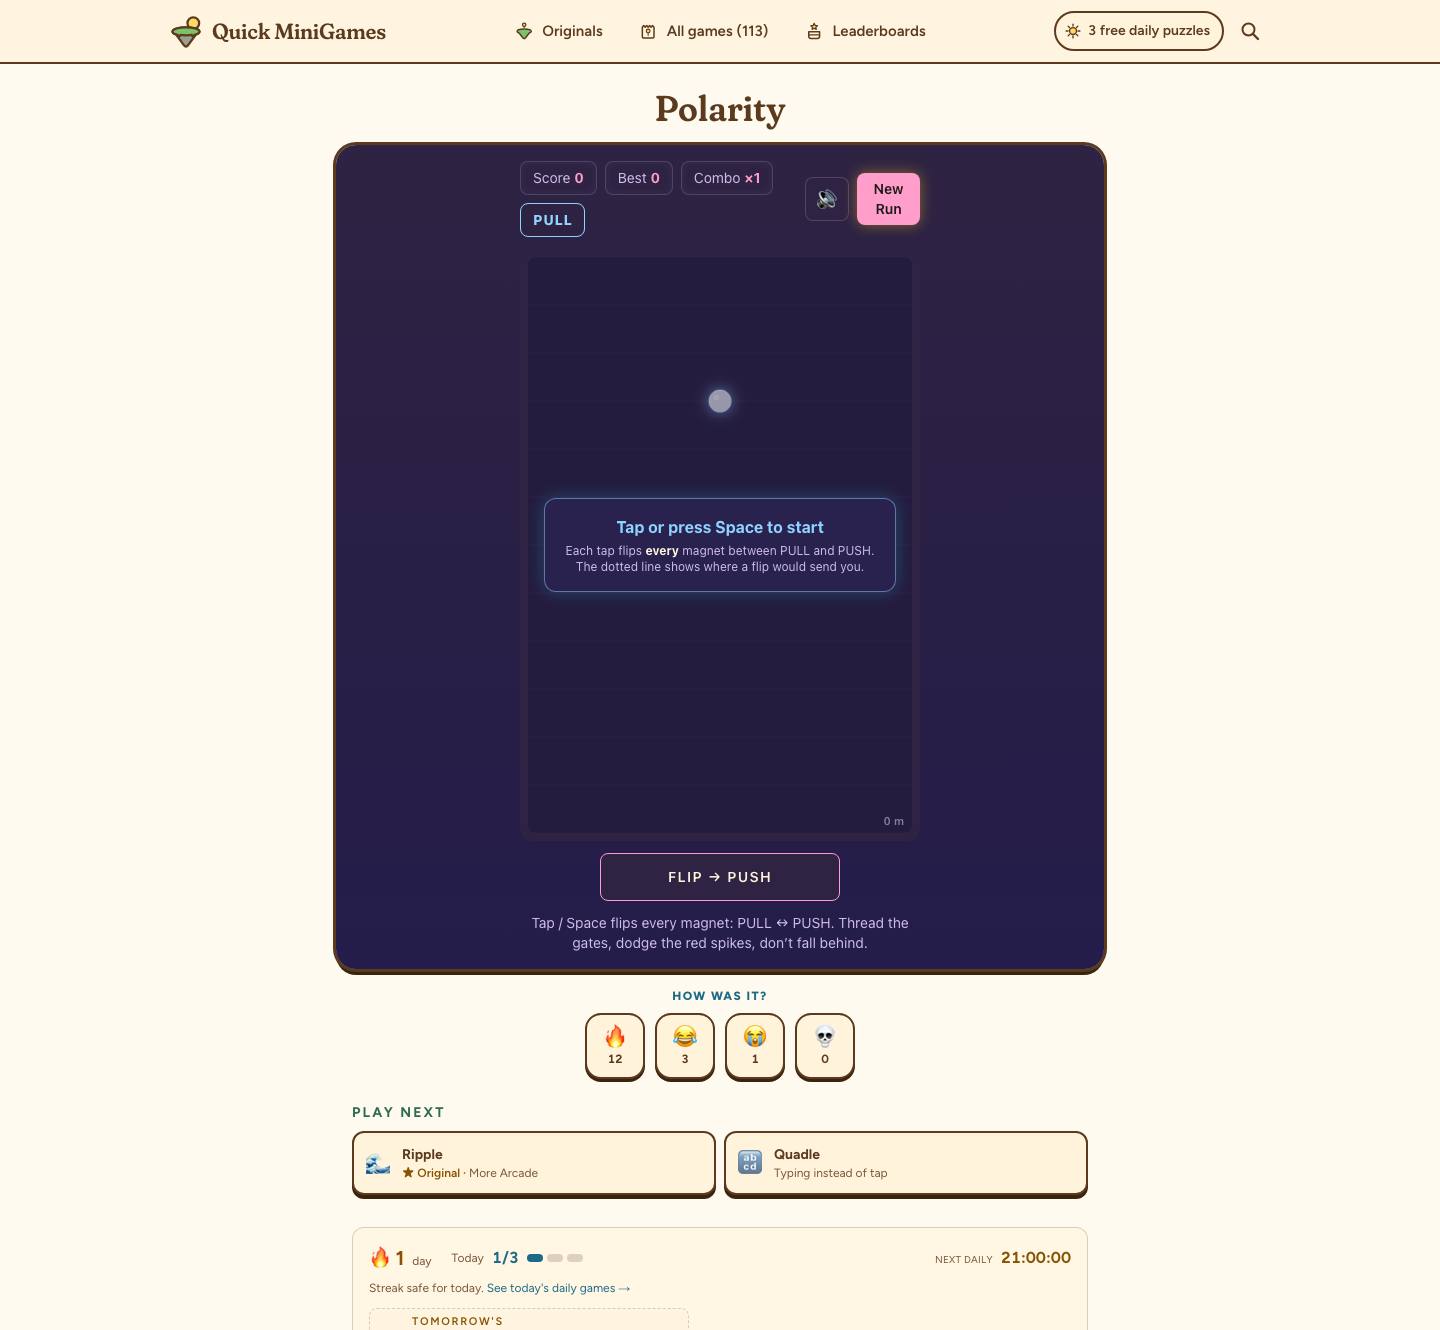 Quick MiniGames
Originals
All games (113)
Leaderboards
3 free daily puzzles
Polarity
Score 0
Best 0
Combo ×1
PULL
New
Run
Tap or press Space to start
Each tap flips every magnet between PULL and PUSH.
The dotted line shows where a flip would send you.
0 m
FLIP → PUSH
Tap / Space flips every magnet: PULL ↔ PUSH. Thread the
gates, dodge the red spikes, don’t fall behind.
HOW WAS IT?
12
3
1
0
PLAY NEXT
Ripple
★ Original · More Arcade
abcd
Quadle
Typing instead of tap
1 day
Today 1/3
NEXT DAILY 21:00:00
Streak safe for today. See today's daily games →
TOMORROW'S